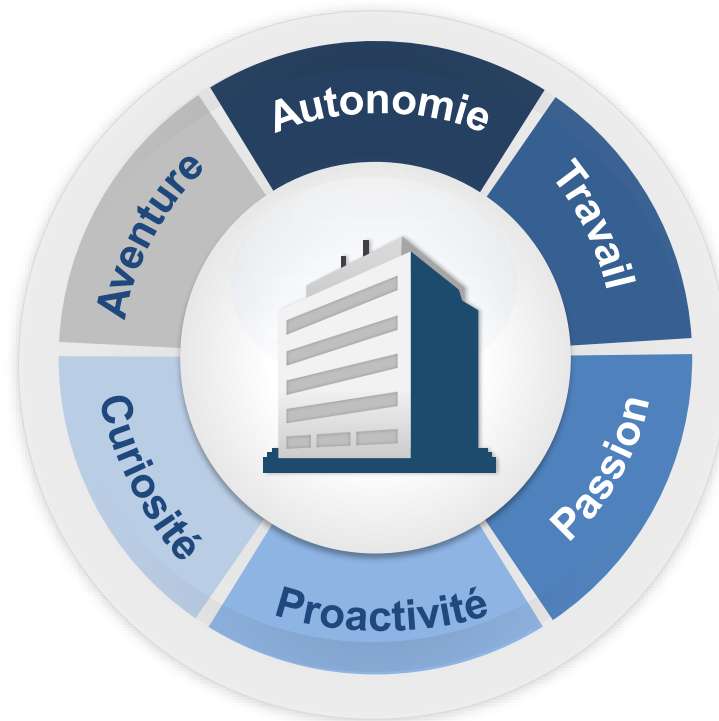 Autonomie
Travail
Passion
Proactivité
Curiosité
Aventure